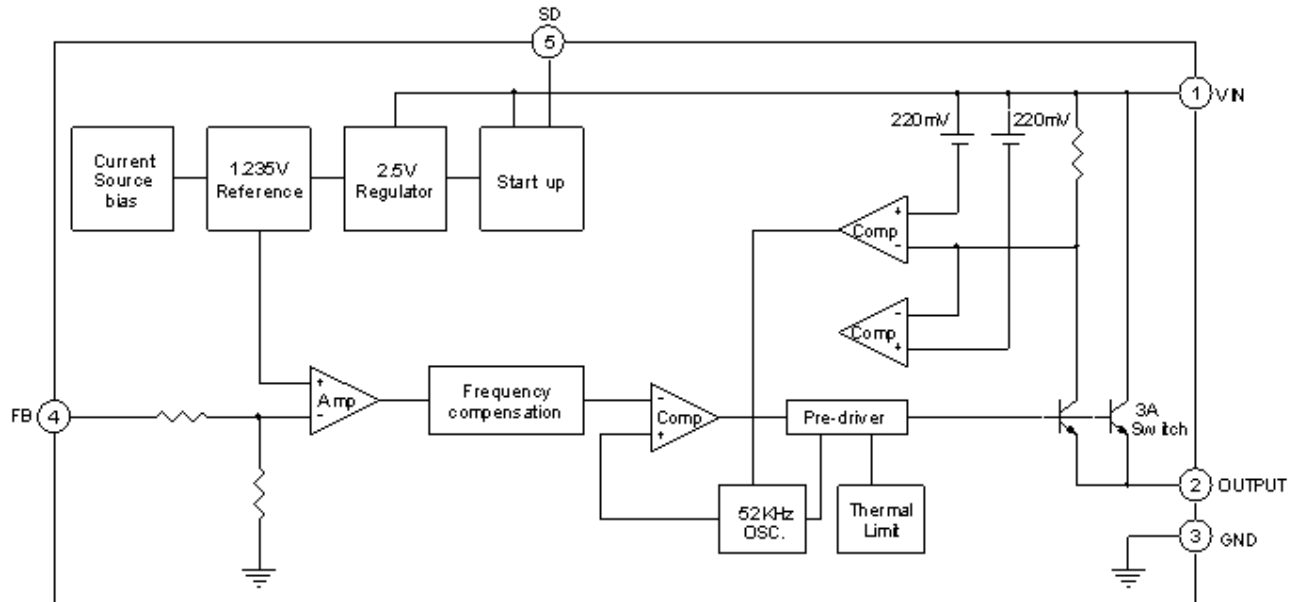 SD
5
1 VIN
220mV 220mV
Current
Source
bias
1.235V
Reference
2.5V
Regulator
Start up
+
Comp
-
-
Comp
+
FB 4
+
Amp
-
Frequency
compensation
-
Comp
+
Pre-driver
3A
Switch
52KHz
OSC.
Thermal
Limit
2 OUTPUT
3 GND